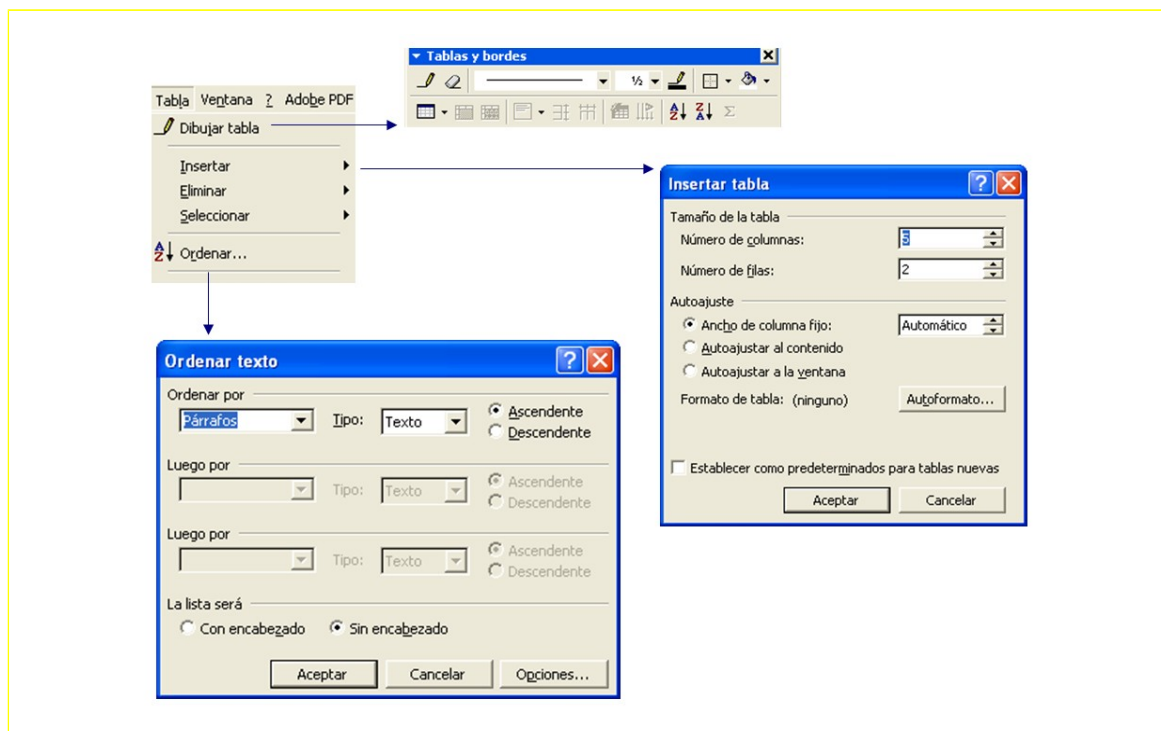 Tablas y bordes
½
Tabla Ventana ? Adobe PDF
Dibujar tabla
Insertar
Eliminar
Seleccionar
Ordenar...
Insertar tabla
Tamaño de la tabla
Número de columnas: 5
Número de filas: 2
Autoajuste
Ancho de columna fijo: Automático
Autoajustar al contenido
Autoajustar a la ventana
Formato de tabla: (ninguno) Autoformato...
Establecer como predeterminados para tablas nuevas
Aceptar Cancelar
Ordenar texto
Ordenar por
Párrafos Tipo: Texto Ascendente
Descendente
Luego por
Tipo: Texto Ascendente
Descendente
Luego por
Tipo: Texto Ascendente
Descendente
La lista será
Con encabezado Sin encabezado
Aceptar Cancelar Opciones...